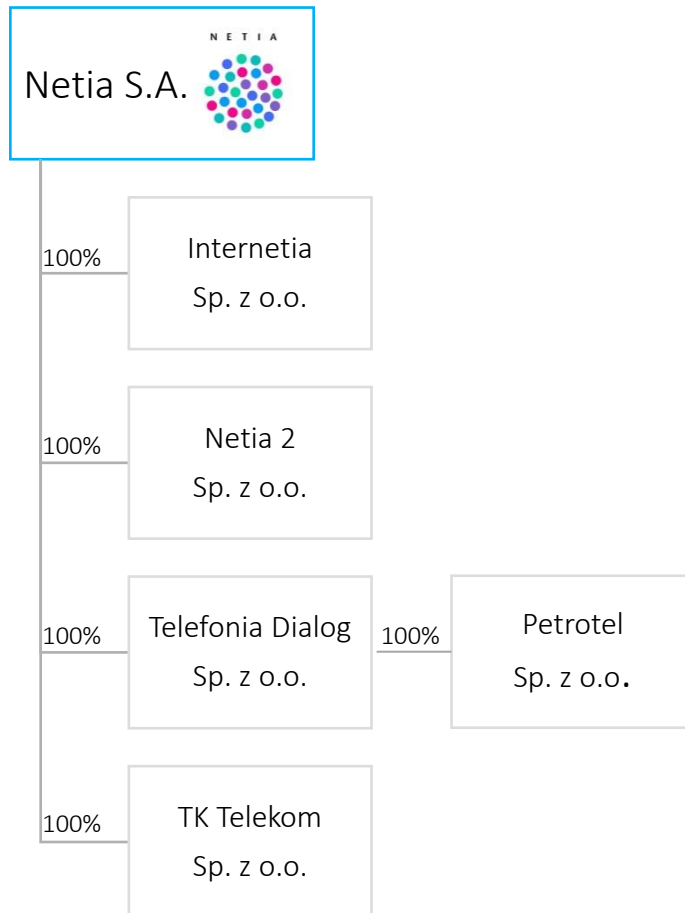 NETIA
Netia S.A.
100%
Internetia
Sp. z o.o.
100%
Netia 2
Sp. z o.o.
100%
Telefonia Dialog
Sp. z o.o.
100%
Petrotel
Sp. z o.o.
100%
TK Telekom
Sp. z o.o.